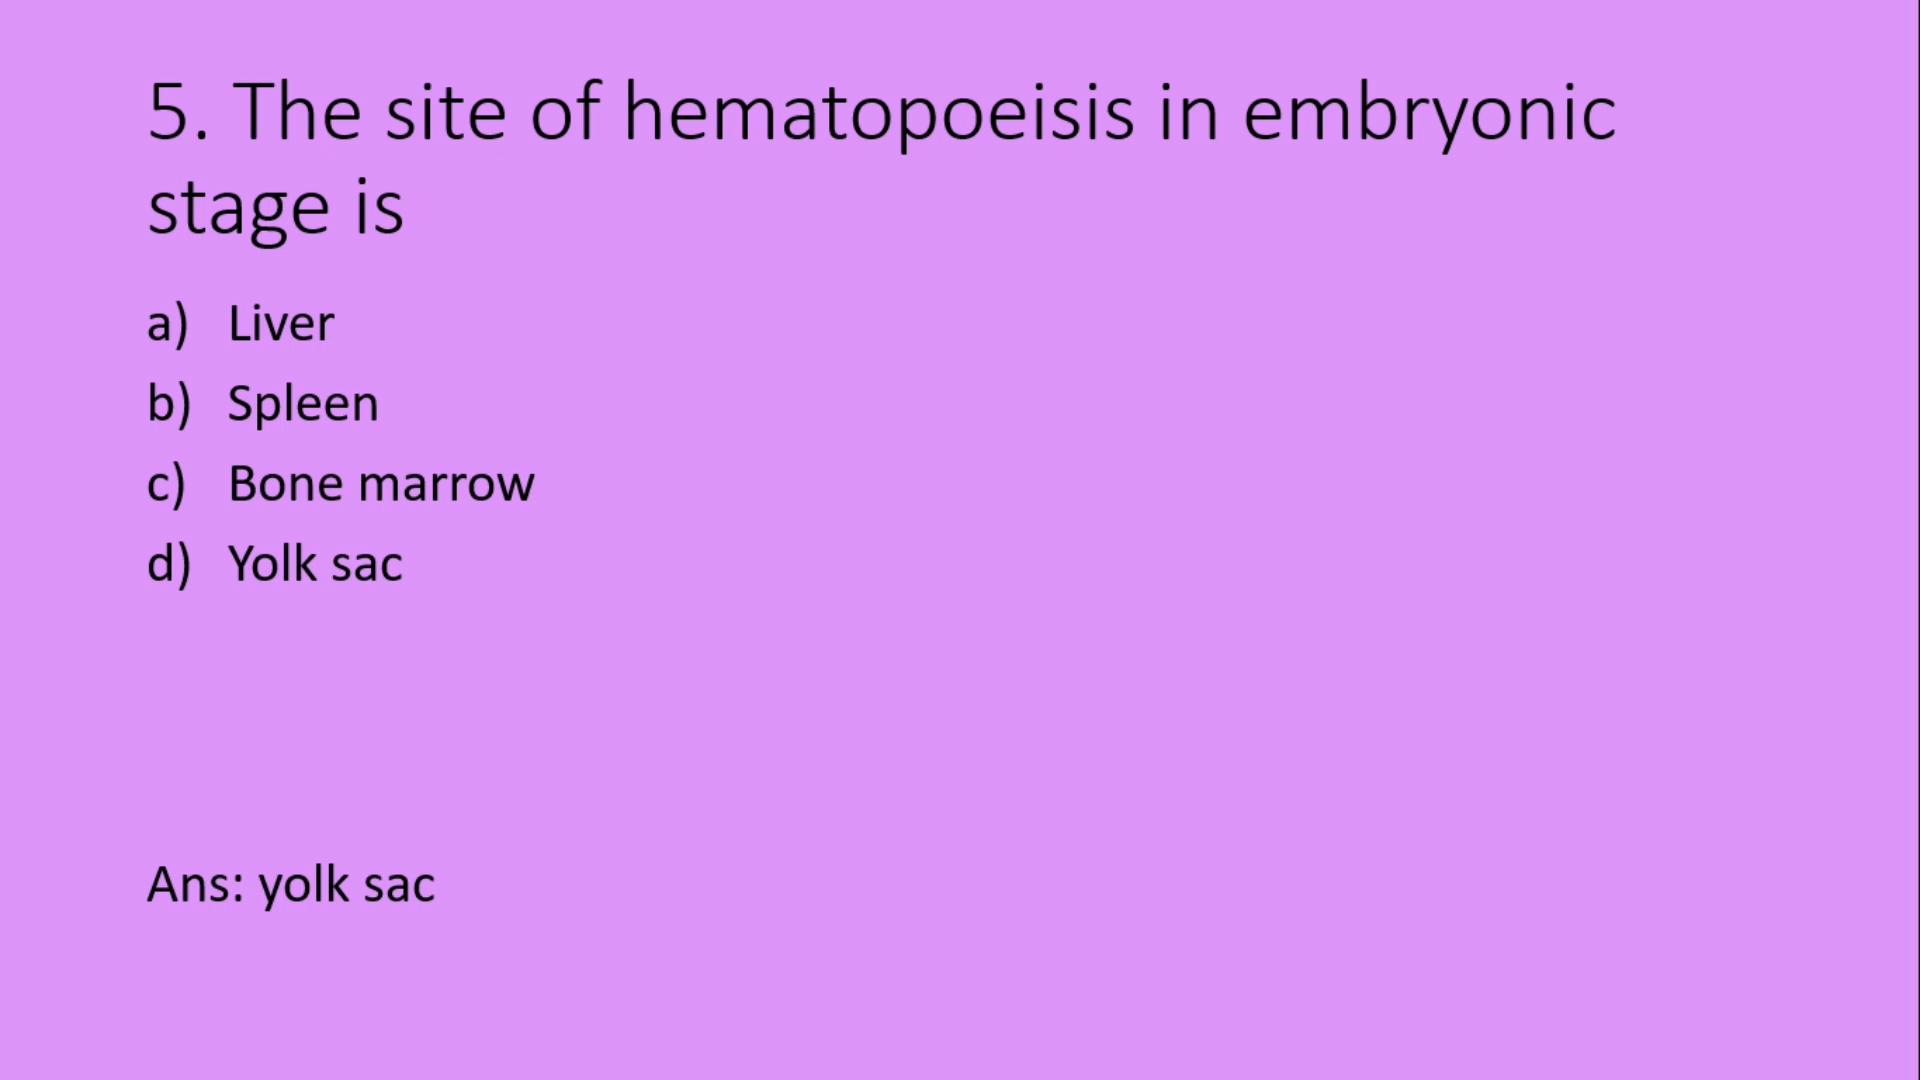 5. The site of hematopoeisis in embryonic
stage is
a) Liver
b) Spleen
c) Bone marrow
d) Yolk sac
Ans: yolk sac